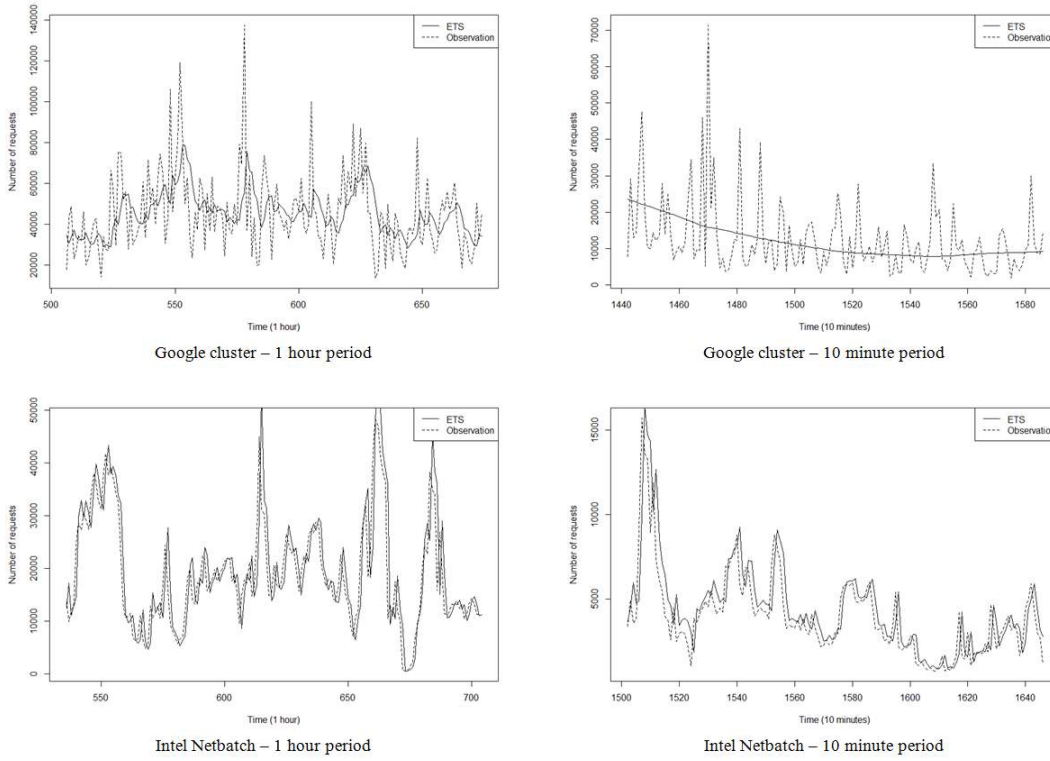 ETS
Observation
Number of requests
140000
120000
100000
80000
60000
40000
20000
500
550
600
650
Time (1 hour)
Google cluster – 1 hour period
ETS
Observation
Number of requests
70000
60000
50000
40000
30000
20000
10000
0
1440
1460
1480
1500
1520
1540
1560
1580
Time (10 minutes)
Google cluster – 10 minute period
ETS
Observation
Number of requests
50000
40000
30000
20000
10000
0
550
600
650
700
Time (1 hour)
Intel Netbatch – 1 hour period
ETS
Observation
Number of requests
15000
10000
5000
1500
1520
1540
1560
1580
1600
1620
1640
Time (10 minutes)
Intel Netbatch – 10 minute period